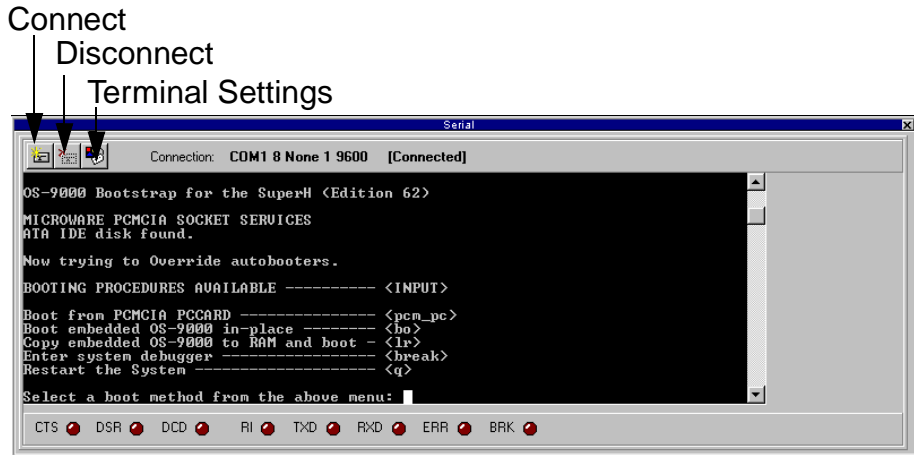 Connect
Disconnect
Terminal Settings
Serial
Connection: COM1 8 None 1 9600 [Connected]
OS-9000 Bootstrap for the SuperH (Edition 62)
MICROWARE PCMCIA SOCKET SERVICES
ATA IDE disk found.
Now trying to Override autobooters.
BOOTING PROCEDURES AVAILABLE ---------- <INPUT>
Boot from PCMCIA PCCARD --------------- <pcm_pc>
Boot embedded OS-9000 in-place -------- <bo>
Copy embedded OS-9000 to RAM and boot - <lr>
Enter system debugger ----------------- <break>
Restart the System -------------------- <q>
Select a boot method from the above menu:
CTS DSR DCD RI TXD RXD ERR BRK